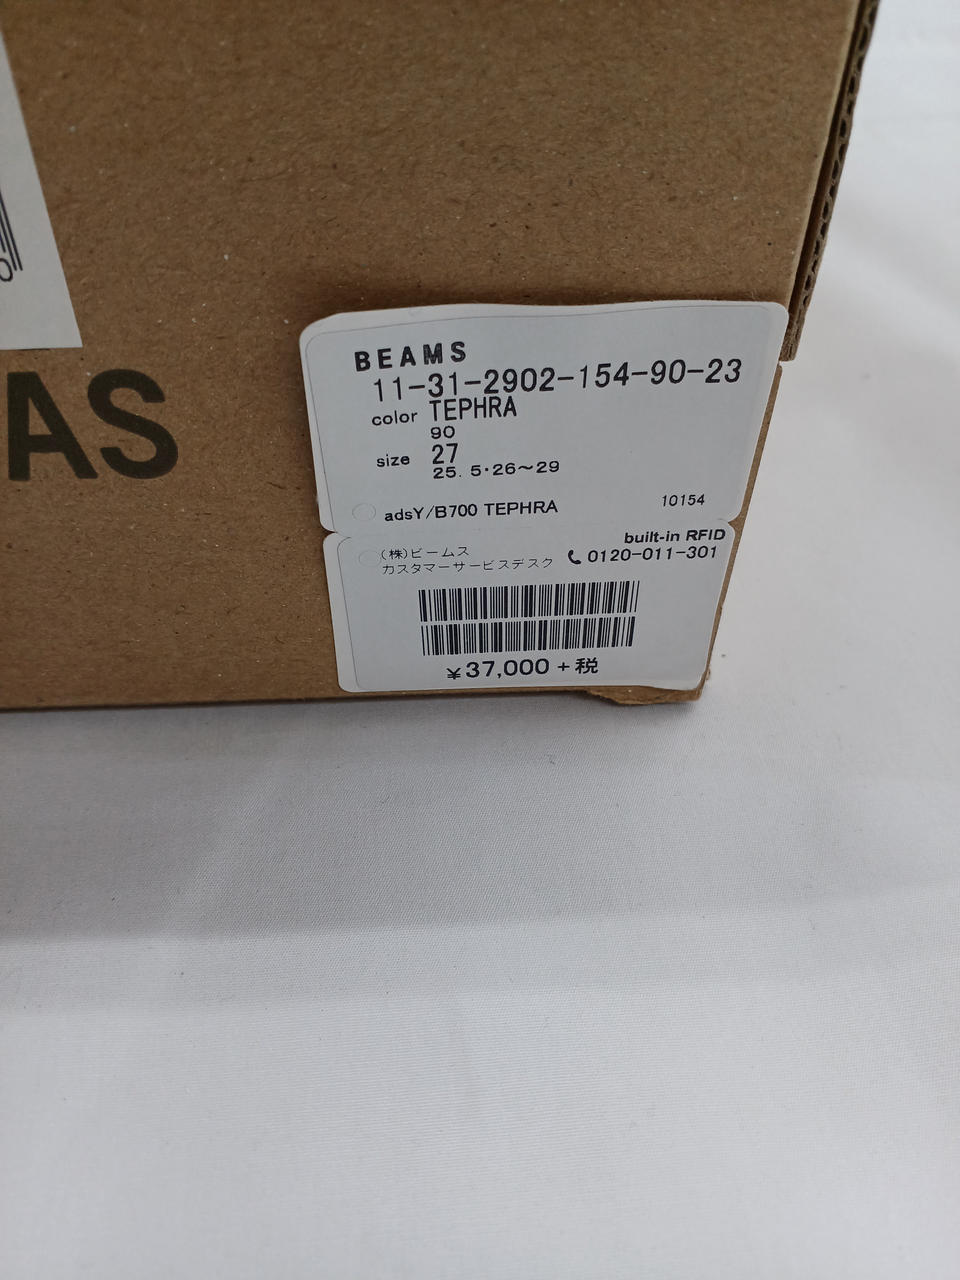 AS
BEAMS
11-31-2902-154-90-23
color TEPHRA
90
size 27
25. 5・26～29
adsY/B700 TEPHRA 10154
built-in RFID
(株)ビームス
カスタマーサービスデスク 0120-011-301
¥37,000 + 税